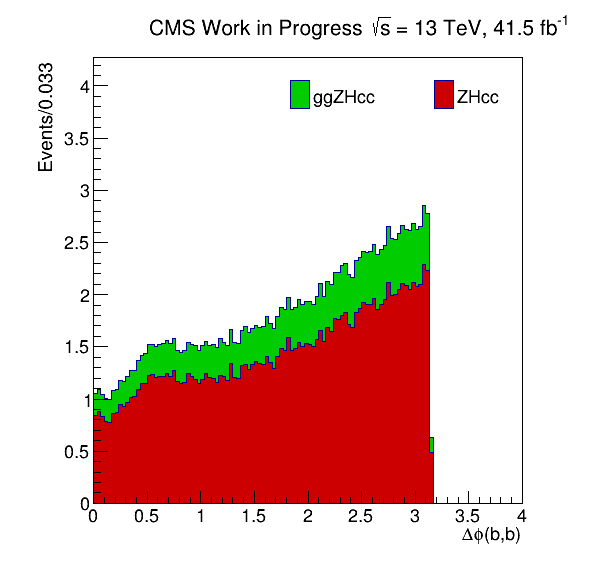 CMS Work in Progress √s = 13 TeV, 41.5 fb⁻¹
Events/0.033
ggZHcc ZHcc
4
3.5
3
2.5
2
1.5
1
0.5
0
0 0.5 1 1.5 2 2.5 3 3.5 4
Δϕ(b,b)